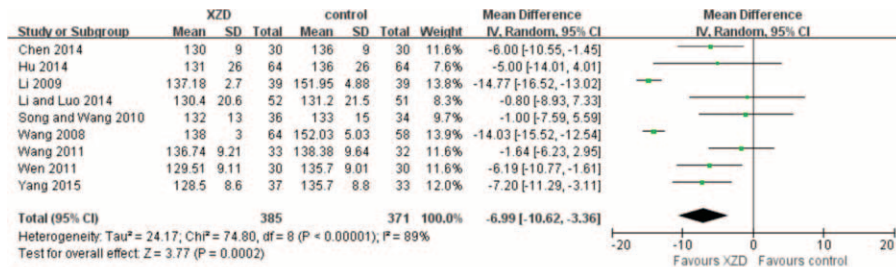 XZD control Mean Difference Mean Difference
Study or Subgroup Mean SD Total Mean SD Total Weight IV, Random, 95% CI IV, Random, 95% CI
Chen 2014 130 9 30 136 9 30 11.6% -6.00 [-10.55, -1.45]
Hu 2014 131 26 64 136 26 64 7.6% -5.00 [-14.01, 4.01]
Li 2009 137.18 2.7 39 151.95 4.88 39 13.8% -14.77 [-16.52, -13.02]
Li and Luo 2014 130.4 20.6 52 131.2 21.5 51 8.2% -0.80 [-8.93, 7.33]
Song and Wang 2010 132 13 36 133 15 34 9.7% -1.00 [-7.59, 5.59]
Wang 2008 138 3 64 152.03 5.03 58 13.9% -14.03 [-15.52, -12.54]
Wang 2011 136.74 9.21 33 138.38 9.64 32 11.6% -1.64 [-6.23, 2.95]
Wen 2011 129.51 9.11 30 135.7 9.01 30 11.6% -6.19 [-10.77, -1.61]
Yang 2015 128.5 8.6 37 135.7 8.8 33 12.0% -7.20 [-11.29, -3.11]
Total (95% CI) 385 371 100.0% -6.99 [-10.62, -3.36]
Heterogeneity: Tau² = 24.17; Chi² = 74.80, df = 8 (P < 0.00001); I² = 89%
Test for overall effect: Z = 3.77 (P = 0.0002)
-20 -10 0 10 20
Favours XZD Favours control